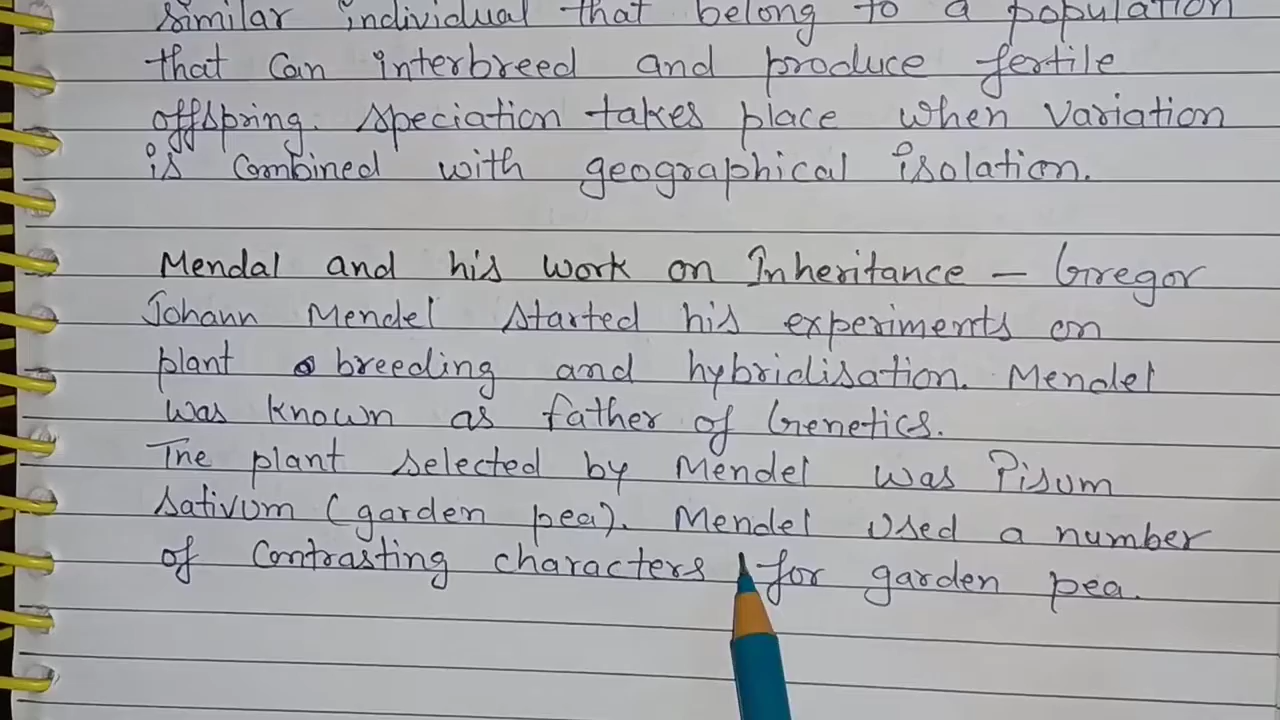 similar individual that belong to a population
that can interbreed and produce fertile
offspring. speciation takes place when variation
is combined with geographical isolation.
Mendal and his work on Inheritance – Gregor
Johann Mendel started his experiments on
plant breeding and hybridisation. Mendel
was known as father of Genetics.
The plant selected by Mendel was Pisum
sativum (garden pea). Mendel used a number
of contrasting characters for garden pea.